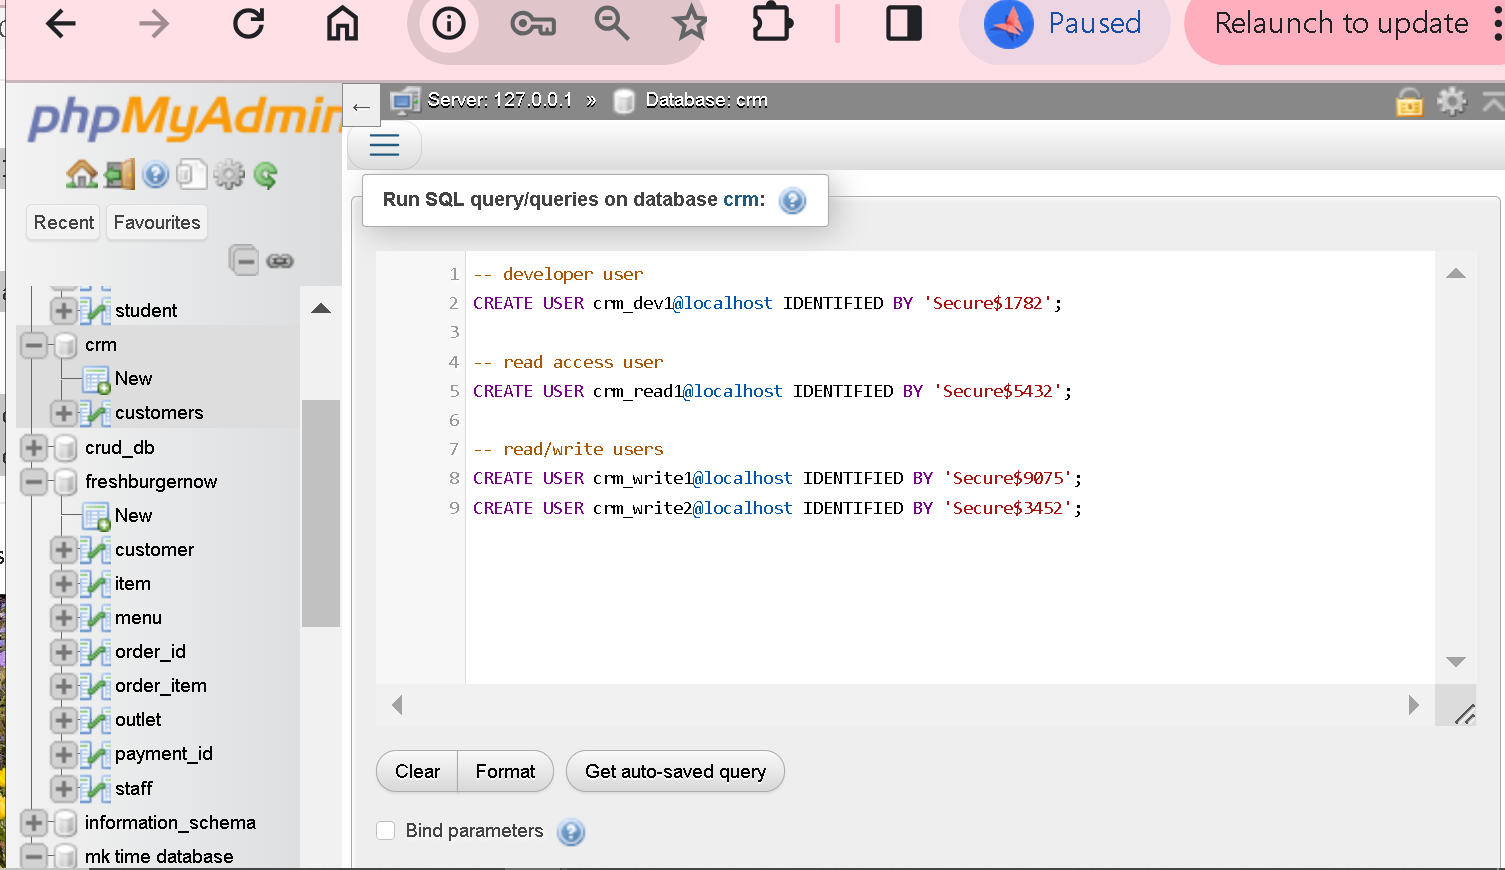 Paused
Relaunch to update
phpMyAdmin
Server: 127.0.0.1 » Database: crm
Recent
Favourites
student
crm
New
customers
crud_db
freshburgernow
New
customer
item
menu
order_id
order_item
outlet
payment_id
staff
information_schema
mk time database
Run SQL query/queries on database crm:
1 -- developer user
2 CREATE USER crm_dev1@localhost IDENTIFIED BY 'Secure$1782';
3
4 -- read access user
5 CREATE USER crm_read1@localhost IDENTIFIED BY 'Secure$5432';
6
7 -- read/write users
8 CREATE USER crm_write1@localhost IDENTIFIED BY 'Secure$9075';
9 CREATE USER crm_write2@localhost IDENTIFIED BY 'Secure$3452';
Clear
Format
Get auto-saved query
Bind parameters